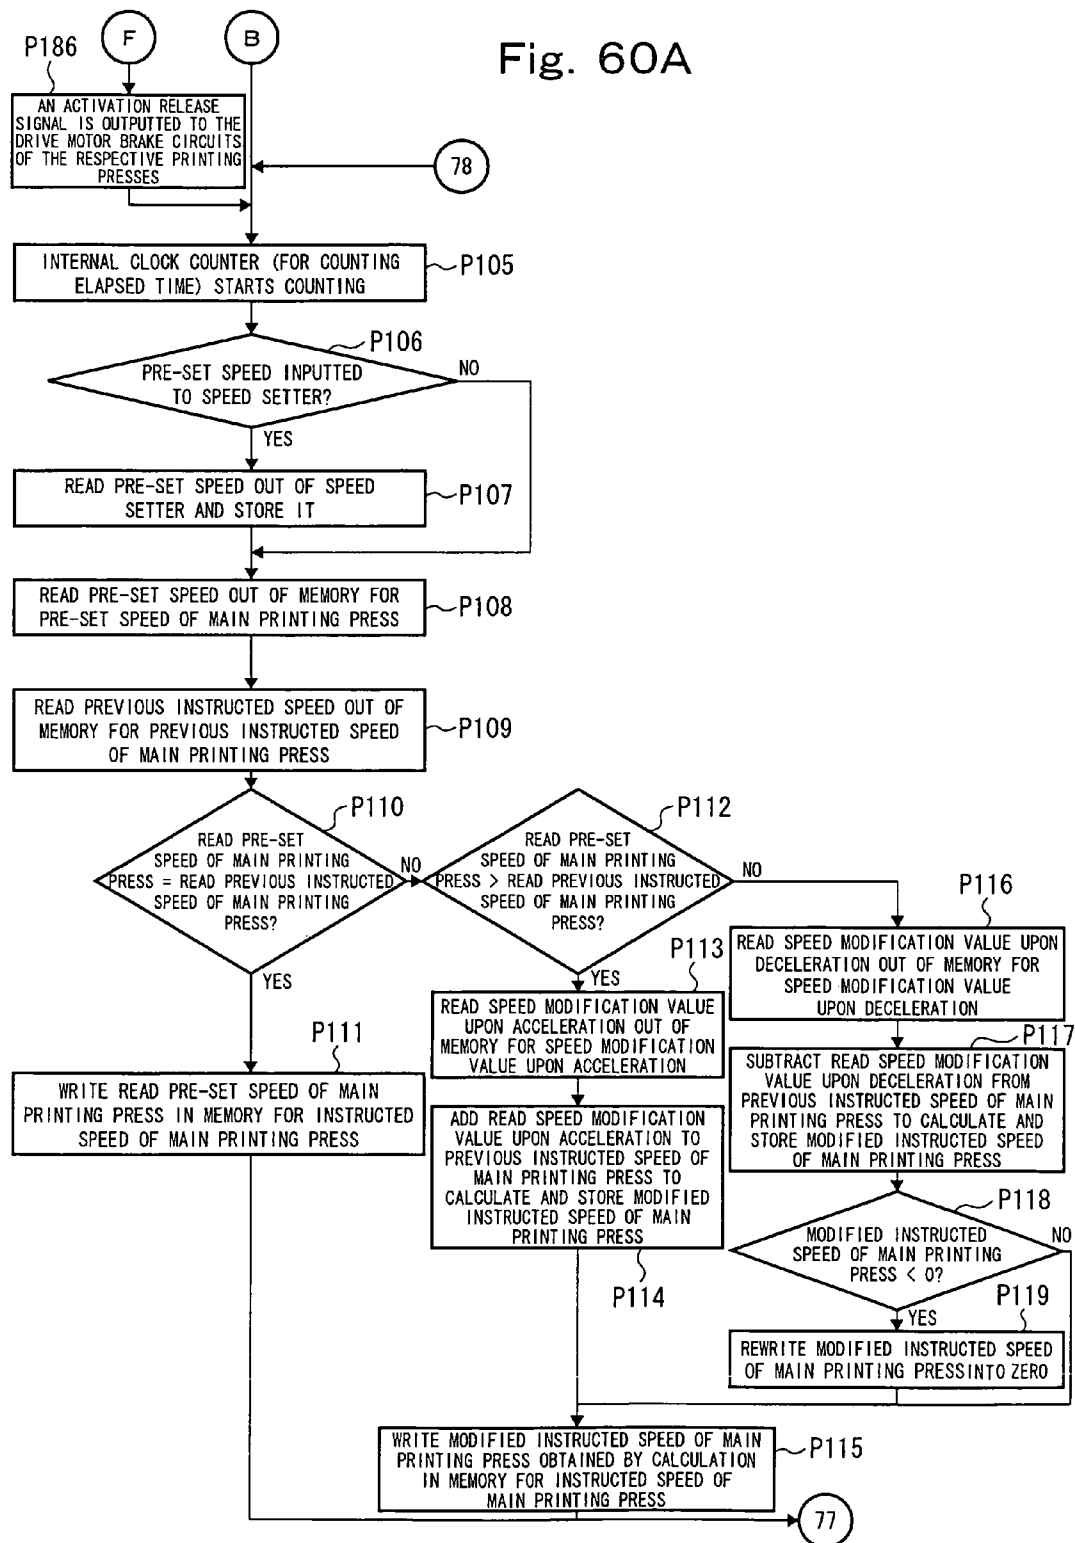 Fig. 60A
F
B
P186
AN ACTIVATION RELEASE
SIGNAL IS OUTPUTTED TO THE
DRIVE MOTOR BRAKE CIRCUITS
OF THE RESPECTIVE PRINTING
PRESSES
78
INTERNAL CLOCK COUNTER (FOR COUNTING
ELAPSED TIME) STARTS COUNTING
P105
P106
PRE-SET SPEED INPUTTED
TO SPEED SETTER?
NO
YES
READ PRE-SET SPEED OUT OF SPEED
SETTER AND STORE IT
P107
READ PRE-SET SPEED OUT OF MEMORY FOR
PRE-SET SPEED OF MAIN PRINTING PRESS
P108
READ PREVIOUS INSTRUCTED SPEED OUT OF
MEMORY FOR PREVIOUS INSTRUCTED SPEED
OF MAIN PRINTING PRESS
P109
P110
READ PRE-SET
SPEED OF MAIN PRINTING
PRESS = READ PREVIOUS INSTRUCTED
SPEED OF MAIN PRINTING
PRESS?
NO
YES
P112
READ PRE-SET
SPEED OF MAIN PRINTING
PRESS > READ PREVIOUS INSTRUCTED
SPEED OF MAIN PRINTING
PRESS?
NO
YES
P111
WRITE READ PRE-SET SPEED OF MAIN
PRINTING PRESS IN MEMORY FOR INSTRUCTED
SPEED OF MAIN PRINTING PRESS
P113
READ SPEED MODIFICATION VALUE
UPON ACCELERATION OUT OF
MEMORY FOR SPEED MODIFICATION
VALUE UPON ACCELERATION
ADD READ SPEED MODIFICATION
VALUE UPON ACCELERATION TO
PREVIOUS INSTRUCTED SPEED OF
MAIN PRINTING PRESS TO
CALCULATE AND STORE MODIFIED
INSTRUCTED SPEED OF MAIN
PRINTING PRESS
P114
P116
READ SPEED MODIFICATION VALUE UPON
DECELERATION OUT OF MEMORY FOR
SPEED MODIFICATION VALUE
UPON DECELERATION
P117
SUBTRACT READ SPEED MODIFICATION
VALUE UPON DECELERATION FROM
PREVIOUS INSTRUCTED SPEED OF MAIN
PRINTING PRESS TO CALCULATE AND
STORE MODIFIED INSTRUCTED SPEED
OF MAIN PRINTING PRESS
P118
MODIFIED INSTRUCTED
SPEED OF MAIN PRINTING
PRESS < 0?
NO
YES
P119
REWRITE MODIFIED INSTRUCTED SPEED
OF MAIN PRINTING PRESSINTO ZERO
WRITE MODIFIED INSTRUCTED SPEED OF MAIN
PRINTING PRESS OBTAINED BY CALCULATION
IN MEMORY FOR INSTRUCTED SPEED OF
MAIN PRINTING PRESS
P115
77